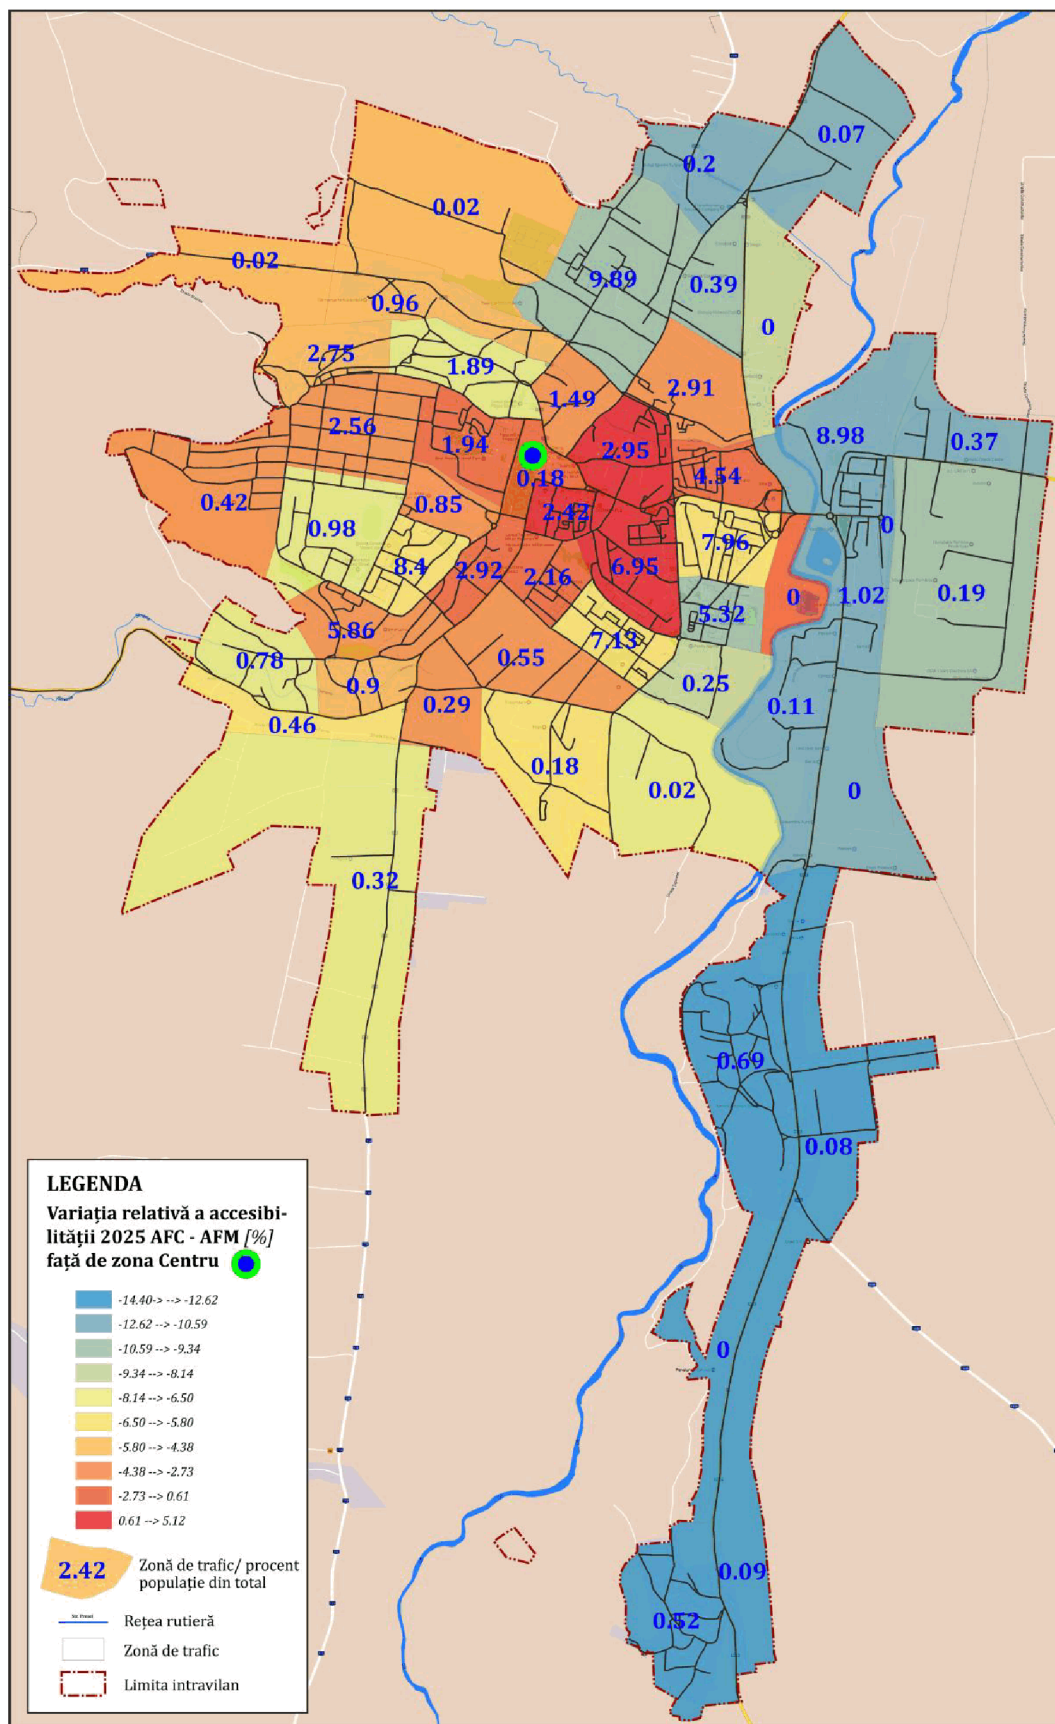 0.07
0.2
0.02
0.02
9.89
0.39
0.96
0
2.75
1.89
2.91
1.49
2.56
1.94
2.95
8.98
0.37
0.18
4.54
0.42
0.85
2.42
0
0.98
7.96
8.4
2.92
2.16
6.95
0
1.02
0.19
5.32
5.86
7.13
0.78
0.55
0.9
0.25
0.29
0.11
0.46
0.18
0.02
0
0.32
0.69
0.08
0
0.09
0.52
LEGENDA
Variația relativă a accesibi-
lității 2025 AFC - AFM [%]
față de zona Centru
-14.40-> --> -12.62
-12.62 --> -10.59
-10.59 --> -9.34
-9.34 --> -8.14
-8.14 --> -6.50
-6.50 --> -5.80
-5.80 --> -4.38
-4.38 --> -2.73
-2.73 --> 0.61
0.61 --> 5.12
2.42
Zonă de trafic/ procent
populație din total
Rețea rutieră
Zonă de trafic
Limita intravilan